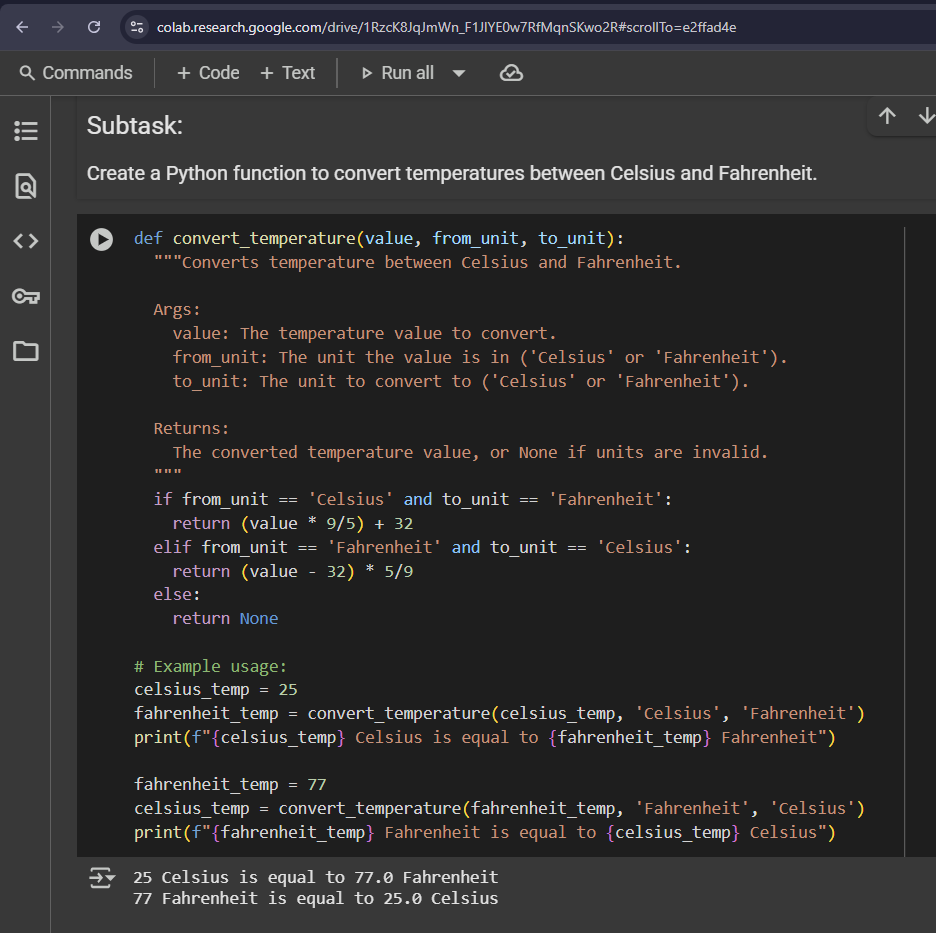 colab.research.google.com/drive/1RzcK8JqJmWn_F1JlYE0w7RfMqnSKwo2R#scrollTo=e2ffad4e
Commands + Code + Text Run all
Subtask:
Create a Python function to convert temperatures between Celsius and Fahrenheit.
def convert_temperature(value, from_unit, to_unit):
  """Converts temperature between Celsius and Fahrenheit.

  Args:
    value: The temperature value to convert.
    from_unit: The unit the value is in ('Celsius' or 'Fahrenheit').
    to_unit: The unit to convert to ('Celsius' or 'Fahrenheit').

  Returns:
    The converted temperature value, or None if units are invalid.
  """
  if from_unit == 'Celsius' and to_unit == 'Fahrenheit':
    return (value * 9/5) + 32
  elif from_unit == 'Fahrenheit' and to_unit == 'Celsius':
    return (value - 32) * 5/9
  else:
    return None

# Example usage:
celsius_temp = 25
fahrenheit_temp = convert_temperature(celsius_temp, 'Celsius', 'Fahrenheit')
print(f"{celsius_temp} Celsius is equal to {fahrenheit_temp} Fahrenheit")

fahrenheit_temp = 77
celsius_temp = convert_temperature(fahrenheit_temp, 'Fahrenheit', 'Celsius')
print(f"{fahrenheit_temp} Fahrenheit is equal to {celsius_temp} Celsius")
25 Celsius is equal to 77.0 Fahrenheit
77 Fahrenheit is equal to 25.0 Celsius